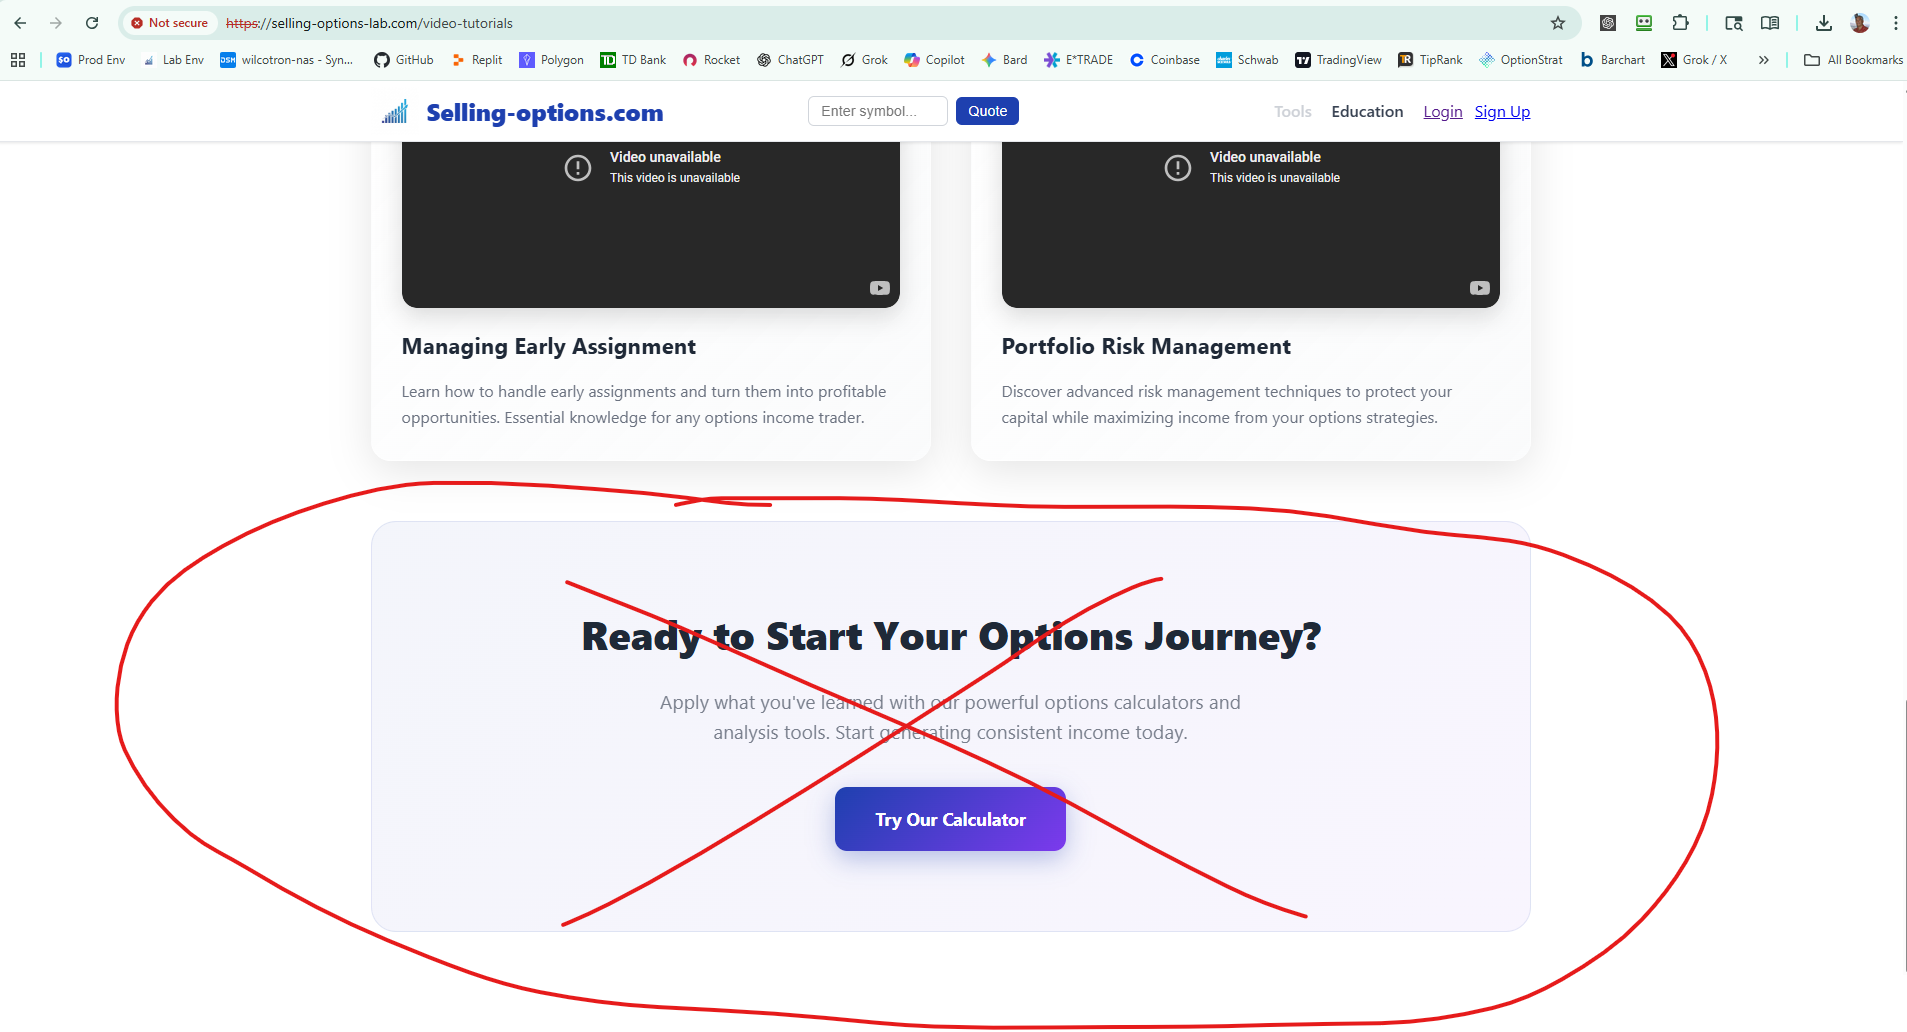 Not secure https://selling-options-lab.com/video-tutorials
Prod Env Lab Env wilcotron-nas - Syn... GitHub Replit Polygon TD Bank Rocket ChatGPT Grok Copilot Bard E*TRADE Coinbase Schwab TradingView TipRank OptionStrat Barchart Grok / X » All Bookmarks
Selling-options.com Enter symbol... Quote Tools Education Login Sign Up
Video unavailable
This video is unavailable
Video unavailable
This video is unavailable
Managing Early Assignment
Learn how to handle early assignments and turn them into profitable
opportunities. Essential knowledge for any options income trader.
Portfolio Risk Management
Discover advanced risk management techniques to protect your
capital while maximizing income from your options strategies.
Ready to Start Your Options Journey?
Apply what you've learned with our powerful options calculators and
analysis tools. Start generating consistent income today.
Try Our Calculator